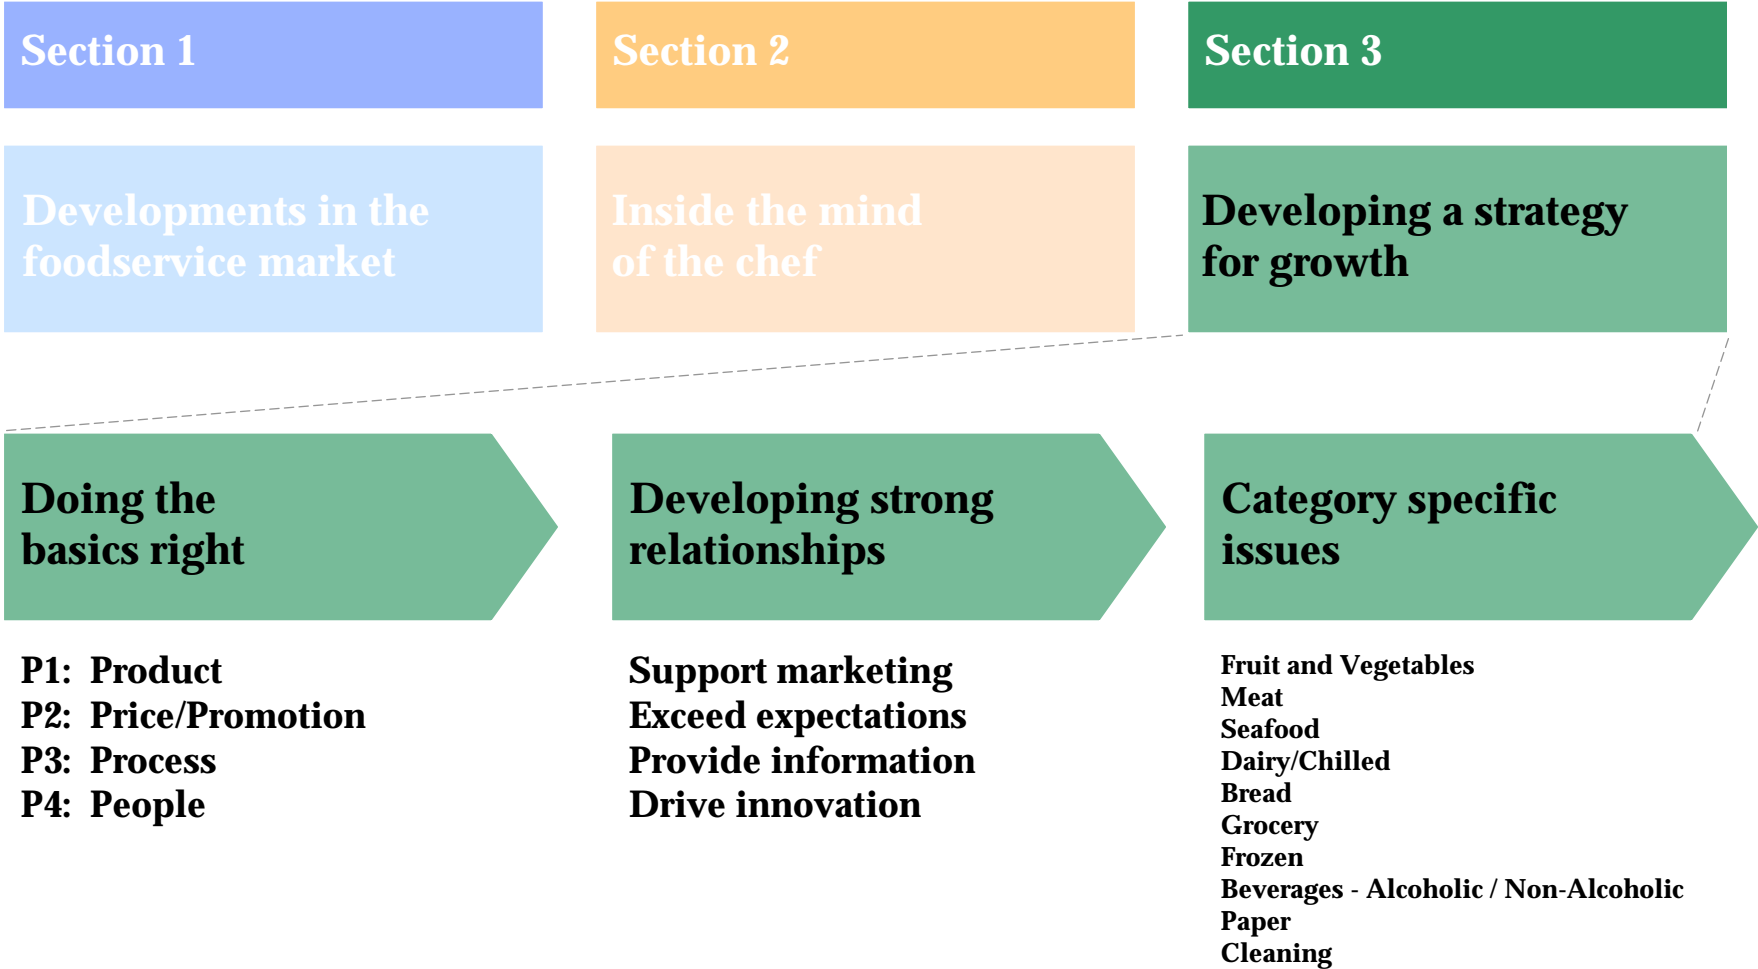 Section 1
Section 2
Section 3
Developments in the
foodservice market
Inside the mind
of the chef
Developing a strategy
for growth
Doing the
basics right
Developing strong
relationships
Category specific
issues
P1: Product
P2: Price/Promotion
P3: Process
P4: People
Support marketing
Exceed expectations
Provide information
Drive innovation
Fruit and Vegetables
Meat
Seafood
Dairy/Chilled
Bread
Grocery
Frozen
Beverages - Alcoholic / Non-Alcoholic
Paper
Cleaning